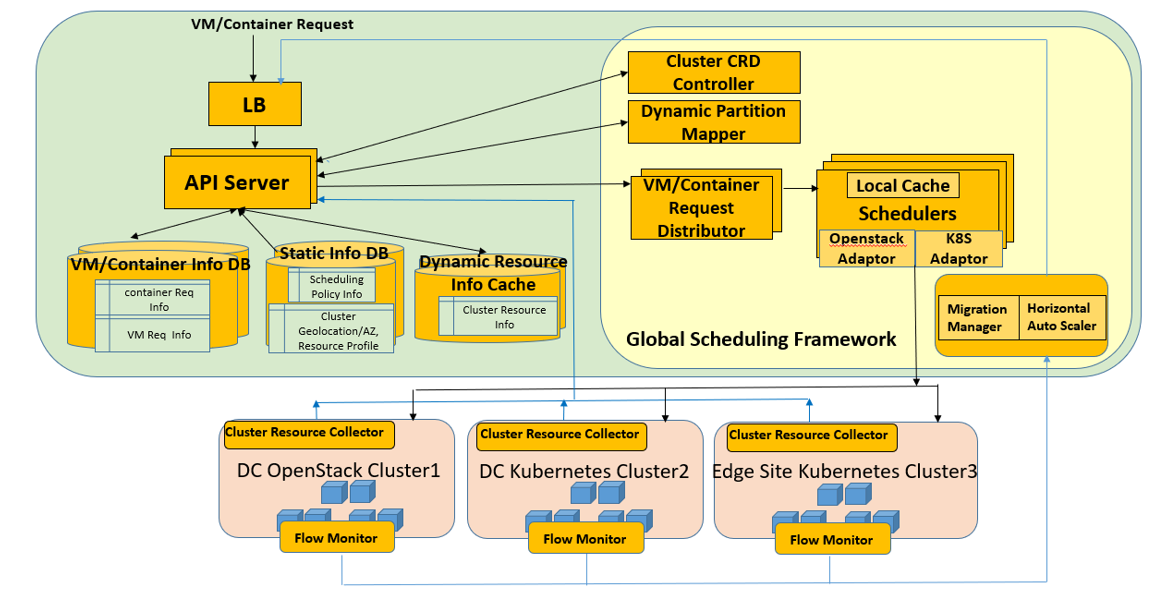 VM/Container Request
LB
API Server
Cluster CRD
Controller
Dynamic Partition
Mapper
VM/Container
Request
Distributor
Local Cache
Schedulers
Openstack
Adaptor
K8S
Adaptor
VM/Container Info DB
container Req
Info
VM Req Info
Static Info DB
Scheduling
Policy Info
Cluster
Geolocation/AZ,
Resource Profile
Dynamic Resource
Info Cache
Cluster Resource
Info
Migration
Manager
Horizontal
Auto Scaler
Global Scheduling Framework
Cluster Resource Collector
DC OpenStack Cluster1
Flow Monitor
Cluster Resource Collector
DC Kubernetes Cluster2
Flow Monitor
Cluster Resource Collector
Edge Site Kubernetes Cluster3
Flow Monitor